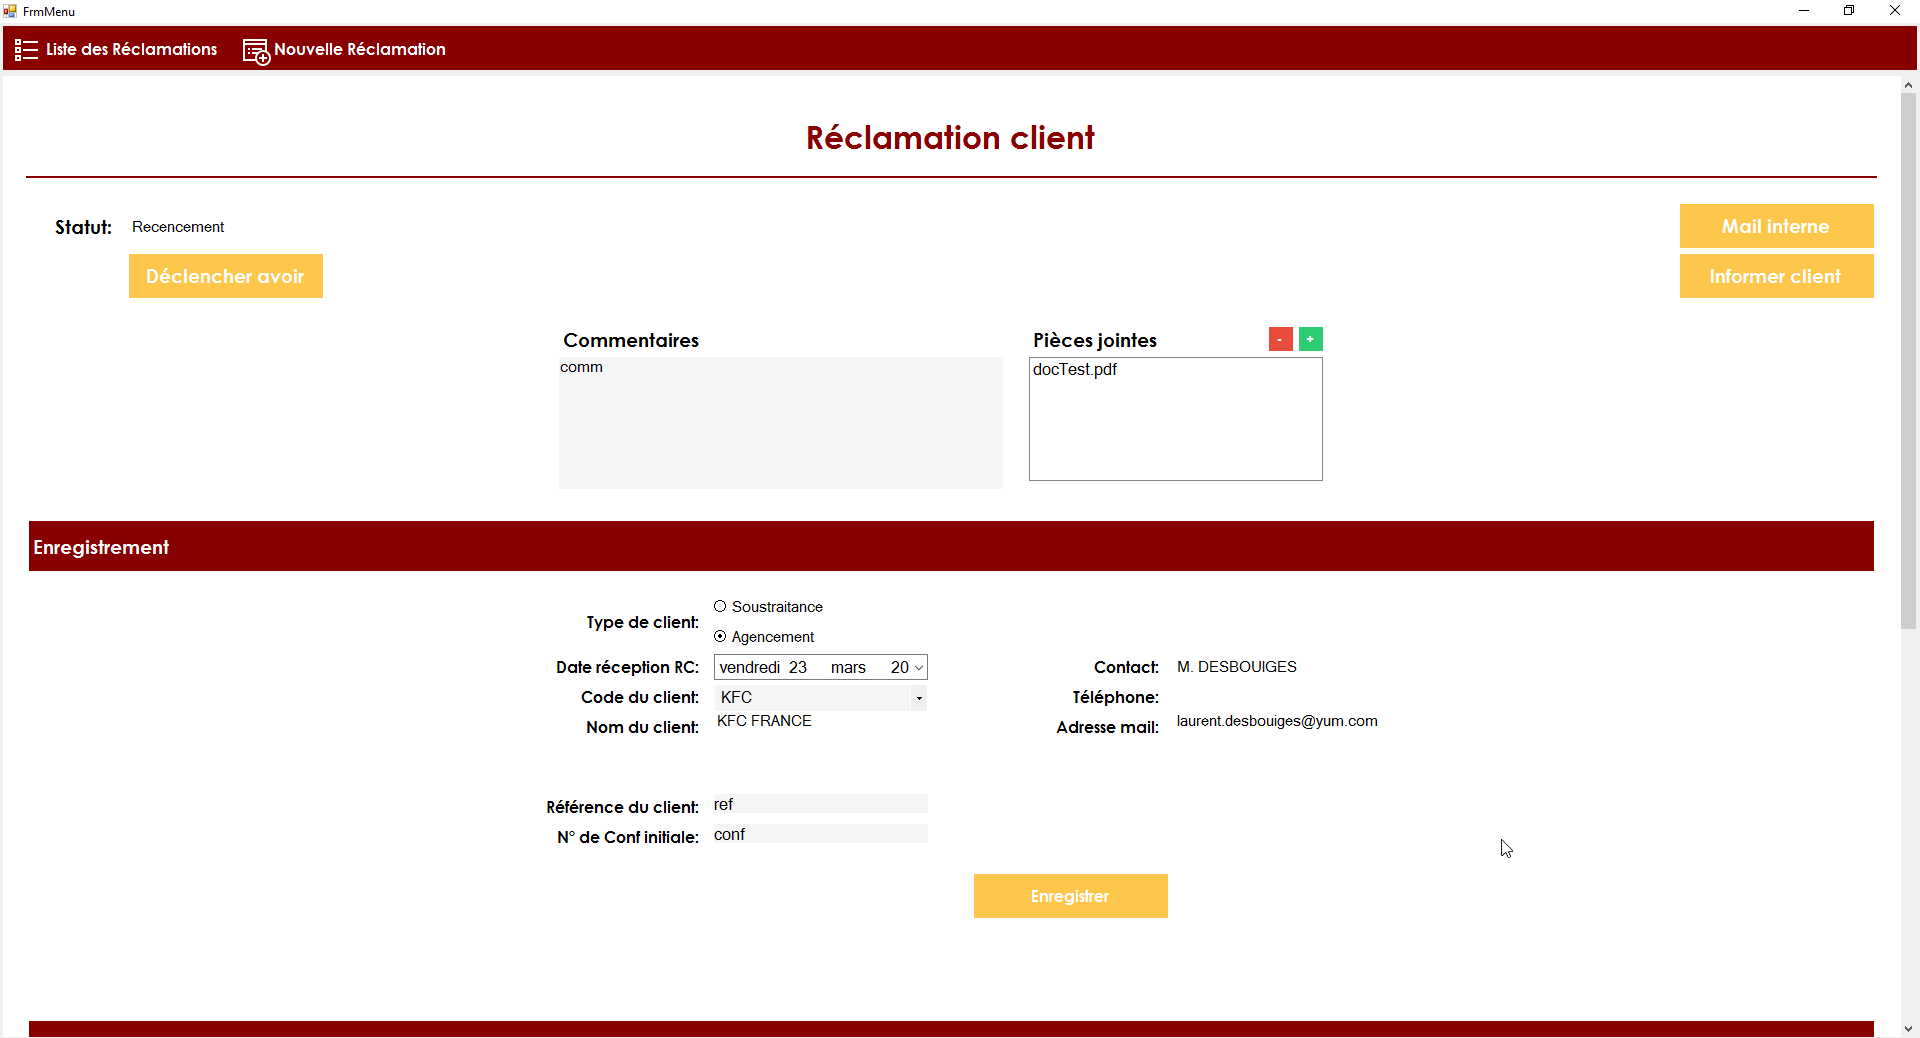 FrmMenu
Liste des Réclamations Nouvelle Réclamation
Réclamation client
Statut: Recencement
Mail interne
Déclencher avoir
Informer client
Commentaires
Pièces jointes - +
comm
docTest.pdf
Enregistrement
Type de client:
Soustraitance
Agencement
Date réception RC: vendredi 23 mars 20
Contact: M. DESBOUIGES
Code du client: KFC
Téléphone:
Nom du client: KFC FRANCE
Adresse mail: laurent.desbouiges@yum.com
Référence du client: ref
N° de Conf initiale: conf
Enregistrer